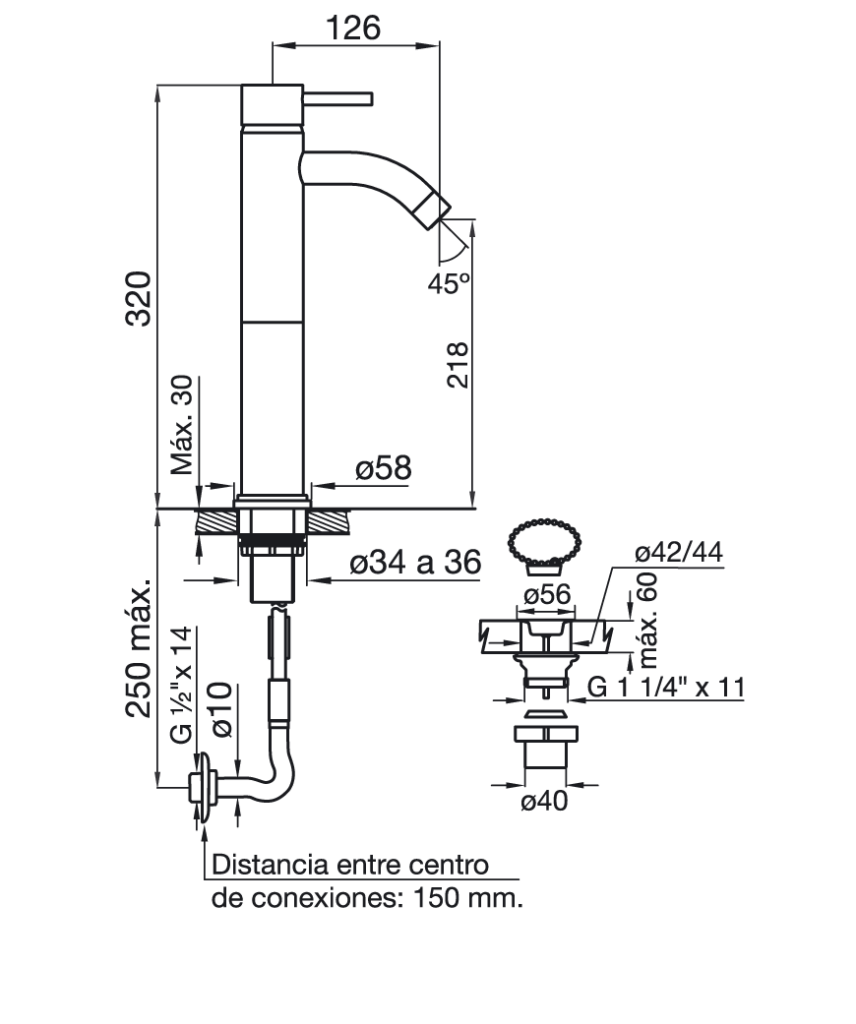 126
320
45º
218
Máx. 30
ø58
ø34 a 36
250 máx.
G ½" x 14
ø10
ø42/44
ø56
máx. 60
G 1 1/4" x 11
ø40
Distancia entre centro
de conexiones: 150 mm.